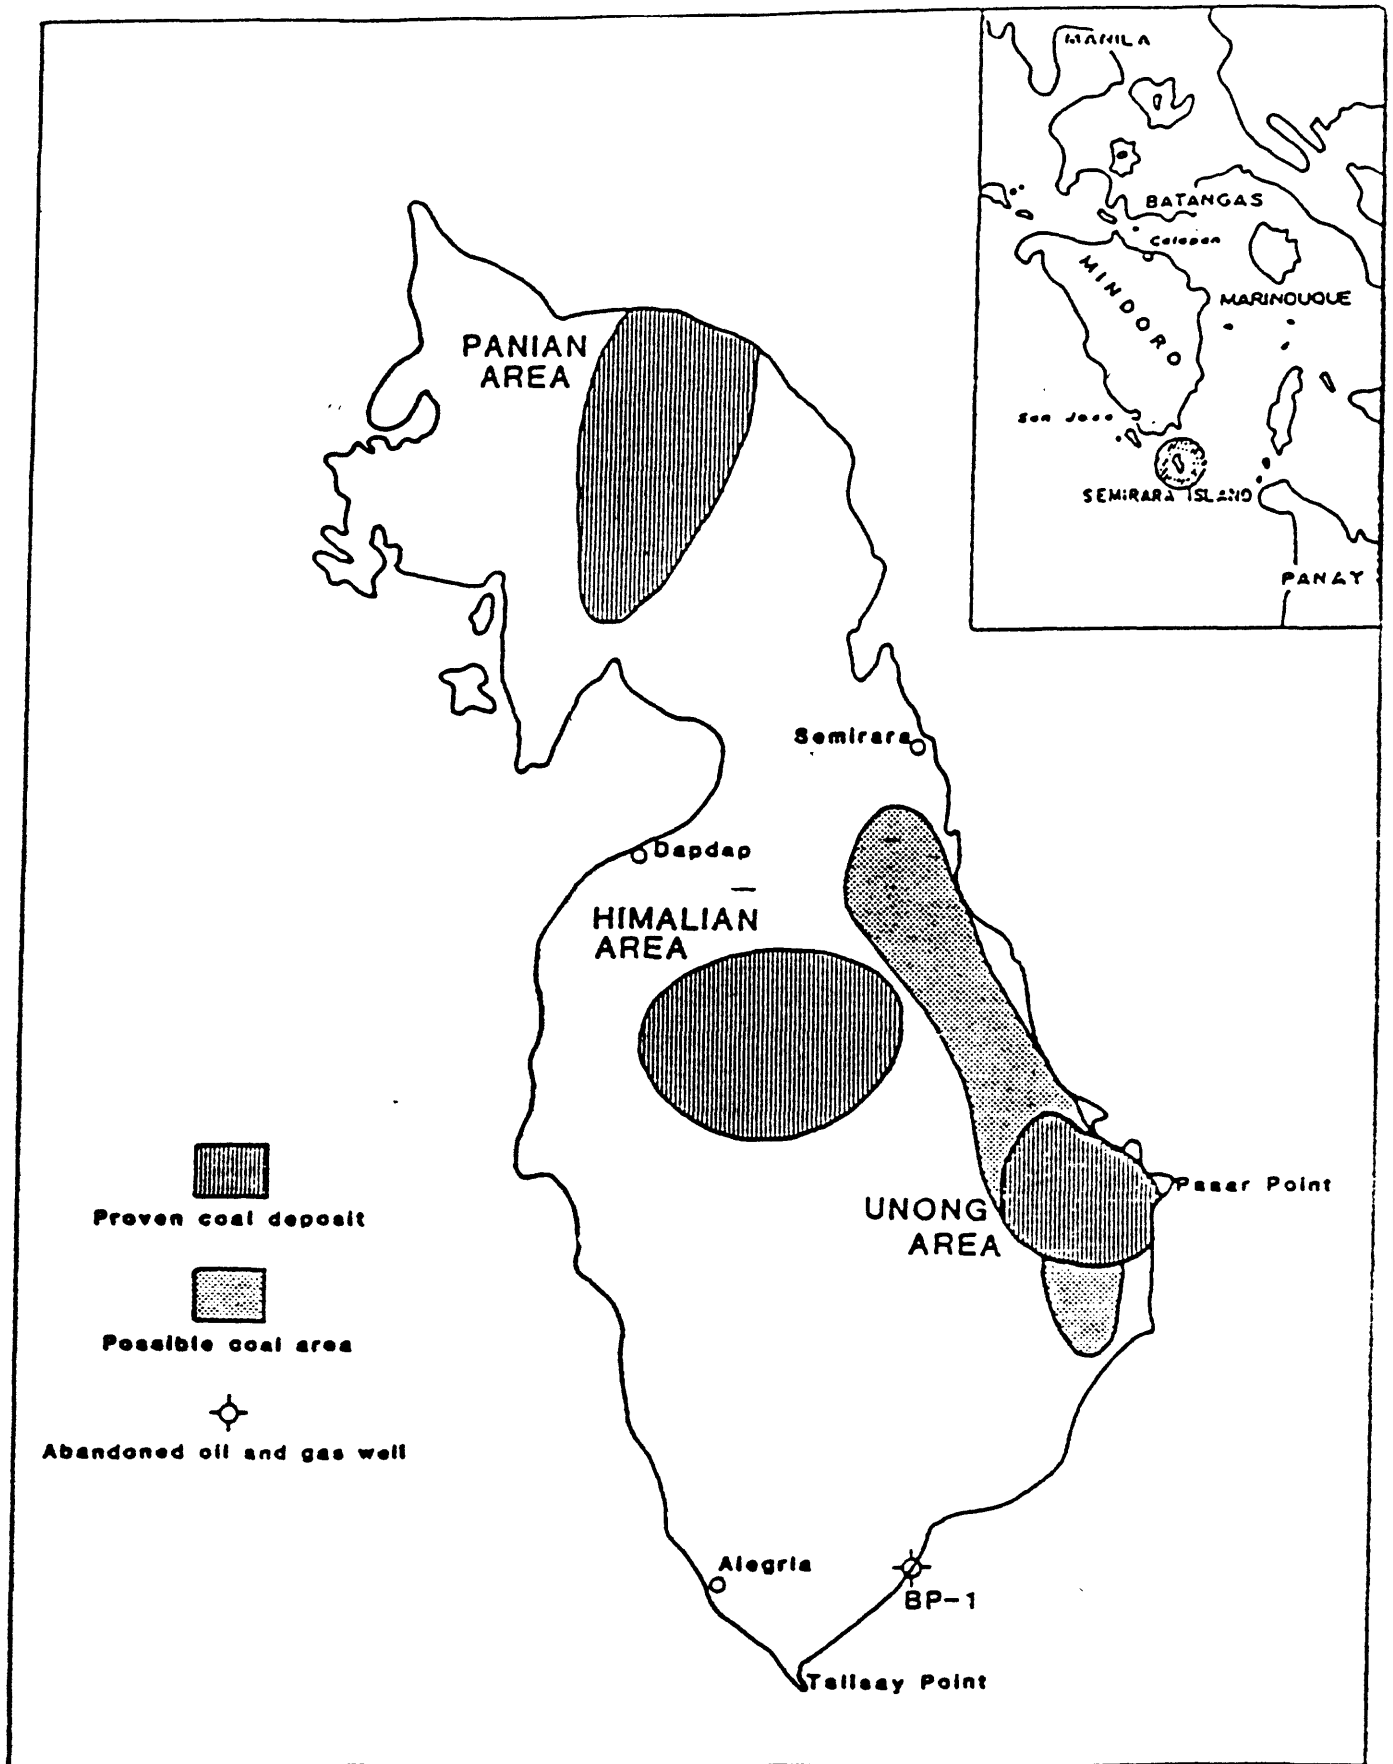 MANILA
BATANGAS
Calapan
MINDORO
MARINDUQUE
San Jose
SEMIRARA ISLAND
PANAY
PANIAN
AREA
Semirara
Dapdap
HIMALIAN
AREA
UNONG
AREA
Pasar Point
Proven coal deposit
Possible coal area
Abandoned oil and gas well
Alegria
BP-1
Talisay Point